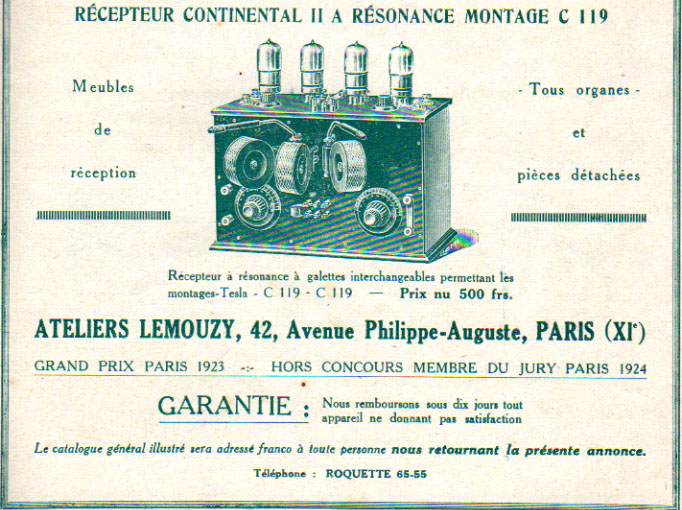 RÉCEPTEUR CONTINENTAL II A RÉSONANCE MONTAGE C 119
Meubles
de
réception
- Tous organes -
et
pièces détachées
Récepteur à résonance à galettes interchangeables permettant les
montages-Tesla - C 119 - C 119 — Prix nu 500 frs.
ATELIERS LEMOUZY, 42, Avenue Philippe-Auguste, PARIS (XIᵉ)
GRAND PRIX PARIS 1923 -:- HORS CONCOURS MEMBRE DU JURY PARIS 1924
GARANTIE :
Nous remboursons sous dix jours tout
appareil ne donnant pas satisfaction
Le catalogue général illustré sera adressé franco à toute personne nous retournant la présente annonce.
Téléphone : ROQUETTE 65-55